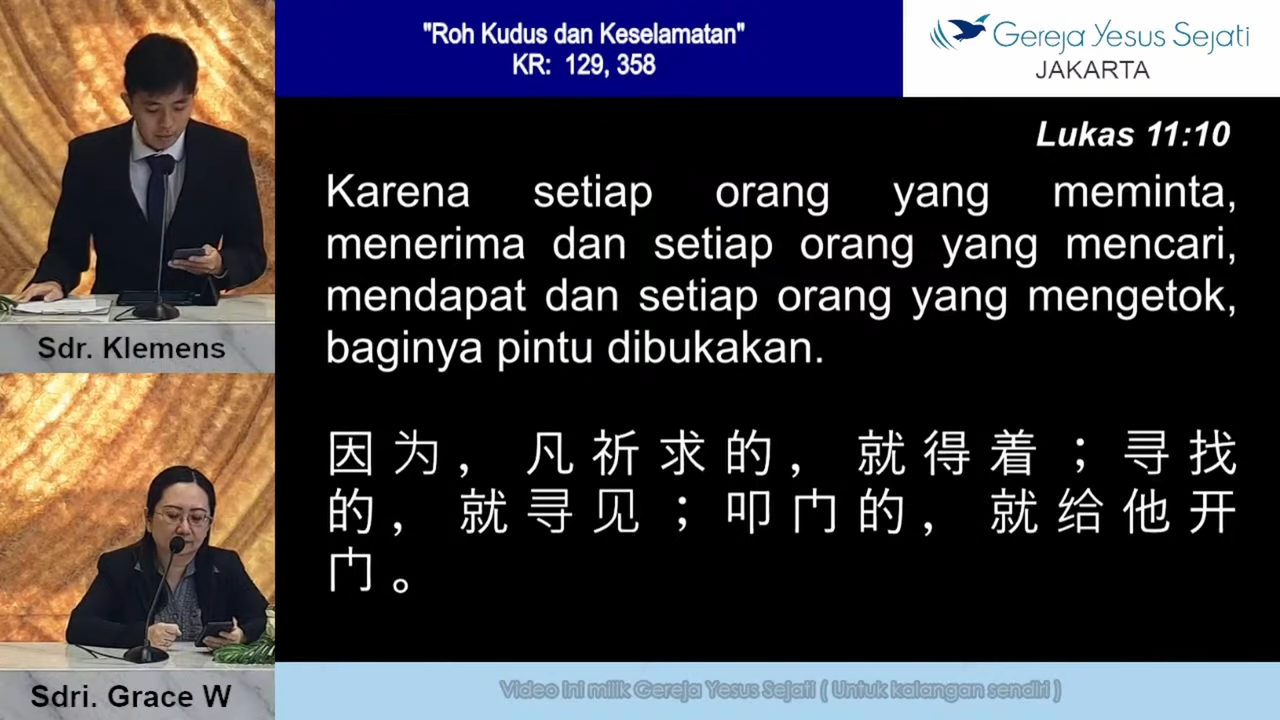 "Roh Kudus dan Keselamatan"
KR: 129, 358
Gereja Yesus Sejati
JAKARTA
Lukas 11:10
Karena setiap orang yang meminta,
menerima dan setiap orang yang mencari,
mendapat dan setiap orang yang mengetok,
baginya pintu dibukakan.
因为，凡祈求的，就得着；寻找
的，就寻见；叩门的，就给他开
门。
Sdr. Klemens
Sdri. Grace W
Video ini milik Gereja Yesus Sejati ( Untuk kalangan sendiri )